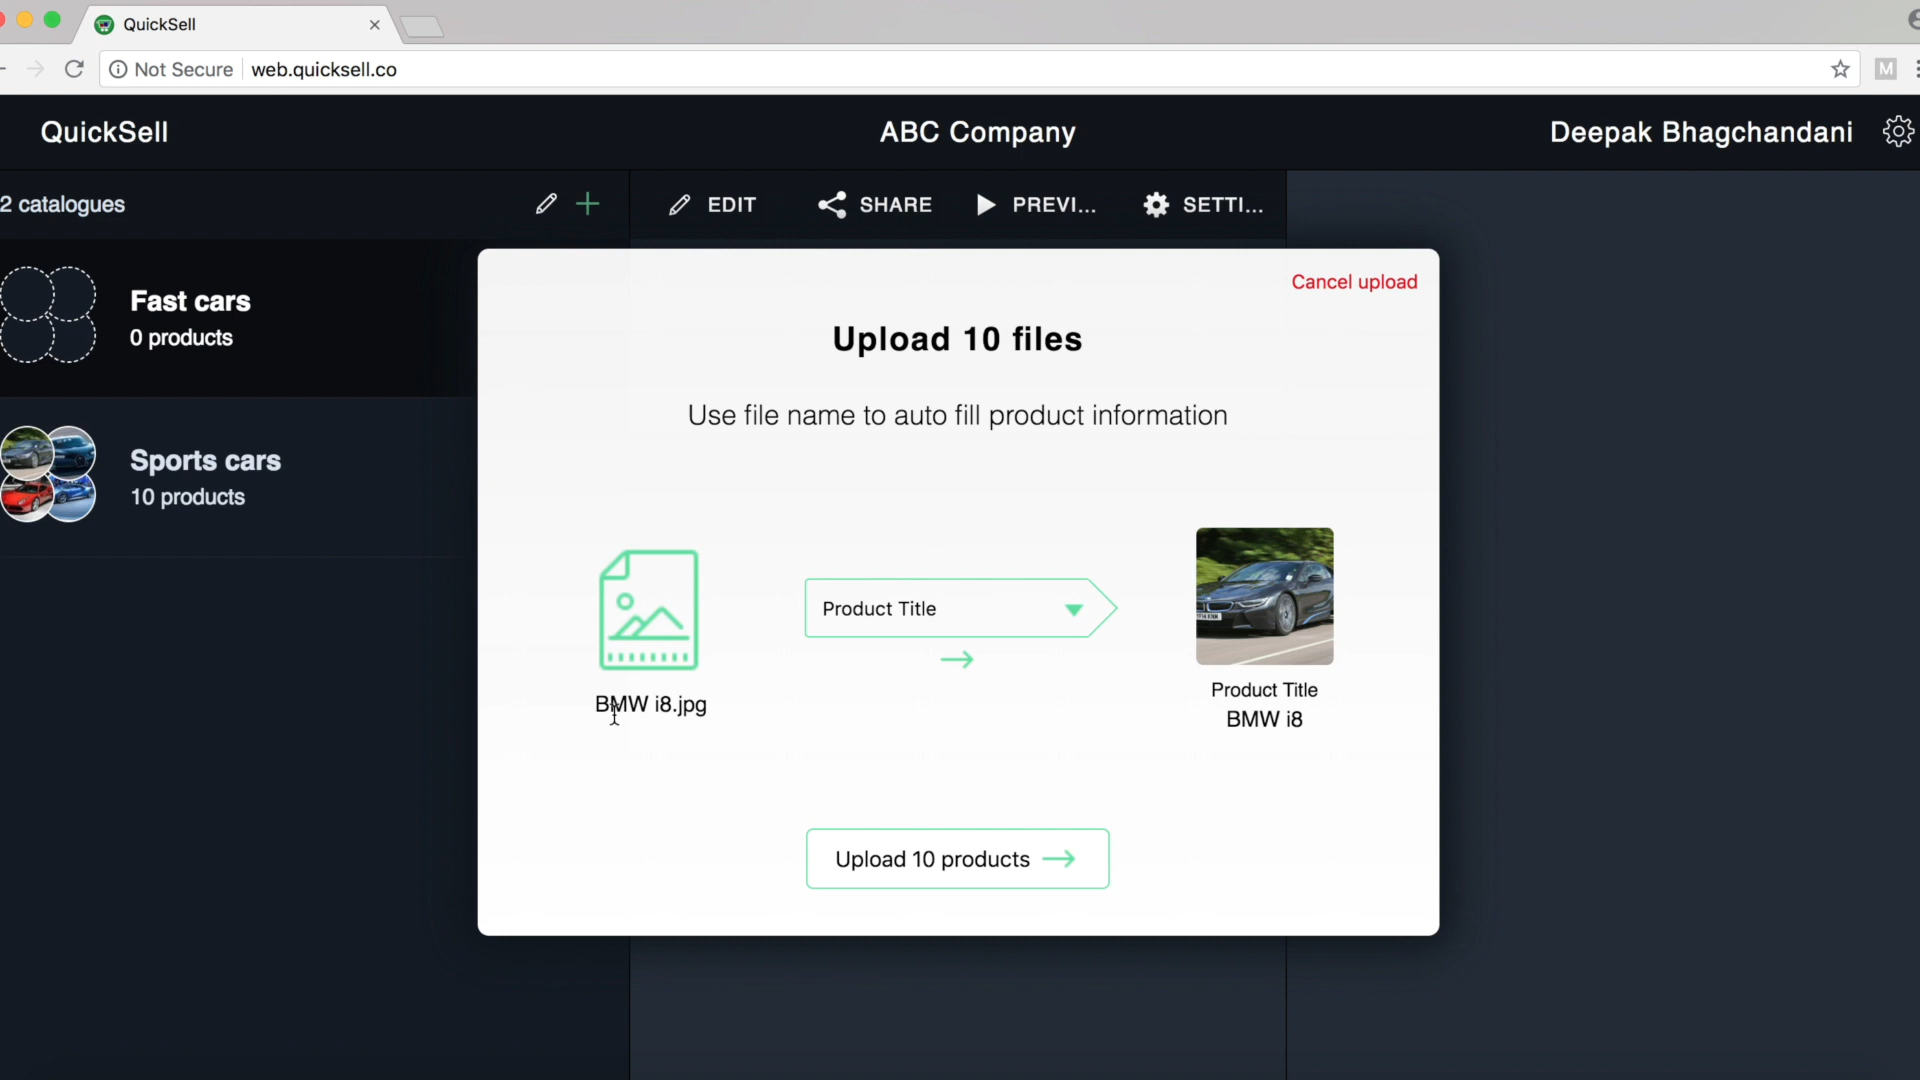 QuickSell
Not Secure
web.quicksell.co
M
QuickSell
ABC Company
Deepak Bhagchandani
2 catalogues
EDIT
SHARE
PREVI...
SETTI...
Fast cars
0 products
Sports cars
10 products
Cancel upload
Upload 10 files
Use file name to auto fill product information
Product Title
BMW i8.jpg
Product Title
BMW i8
Upload 10 products